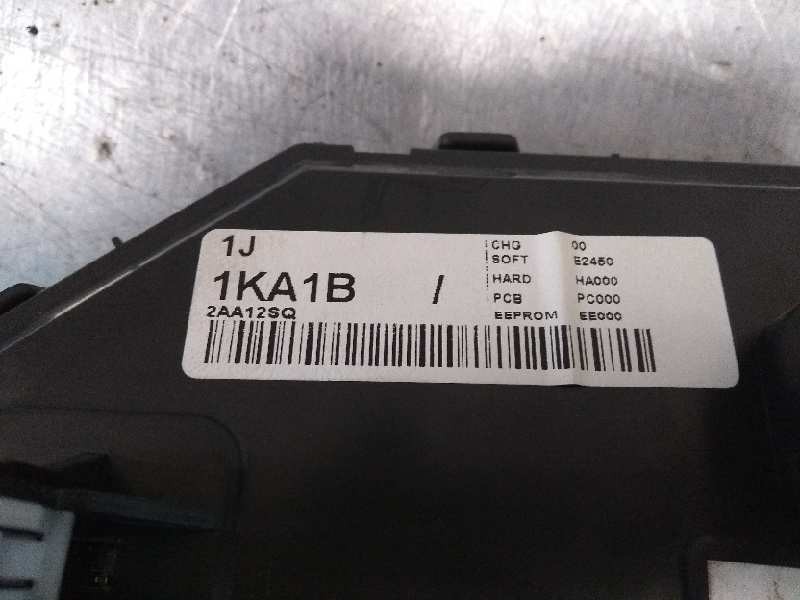 1J
1KA1B /
2AA12SQ
CHG 00
SOFT E2450
HARD HA000
PCB PC000
EEPROM EE000